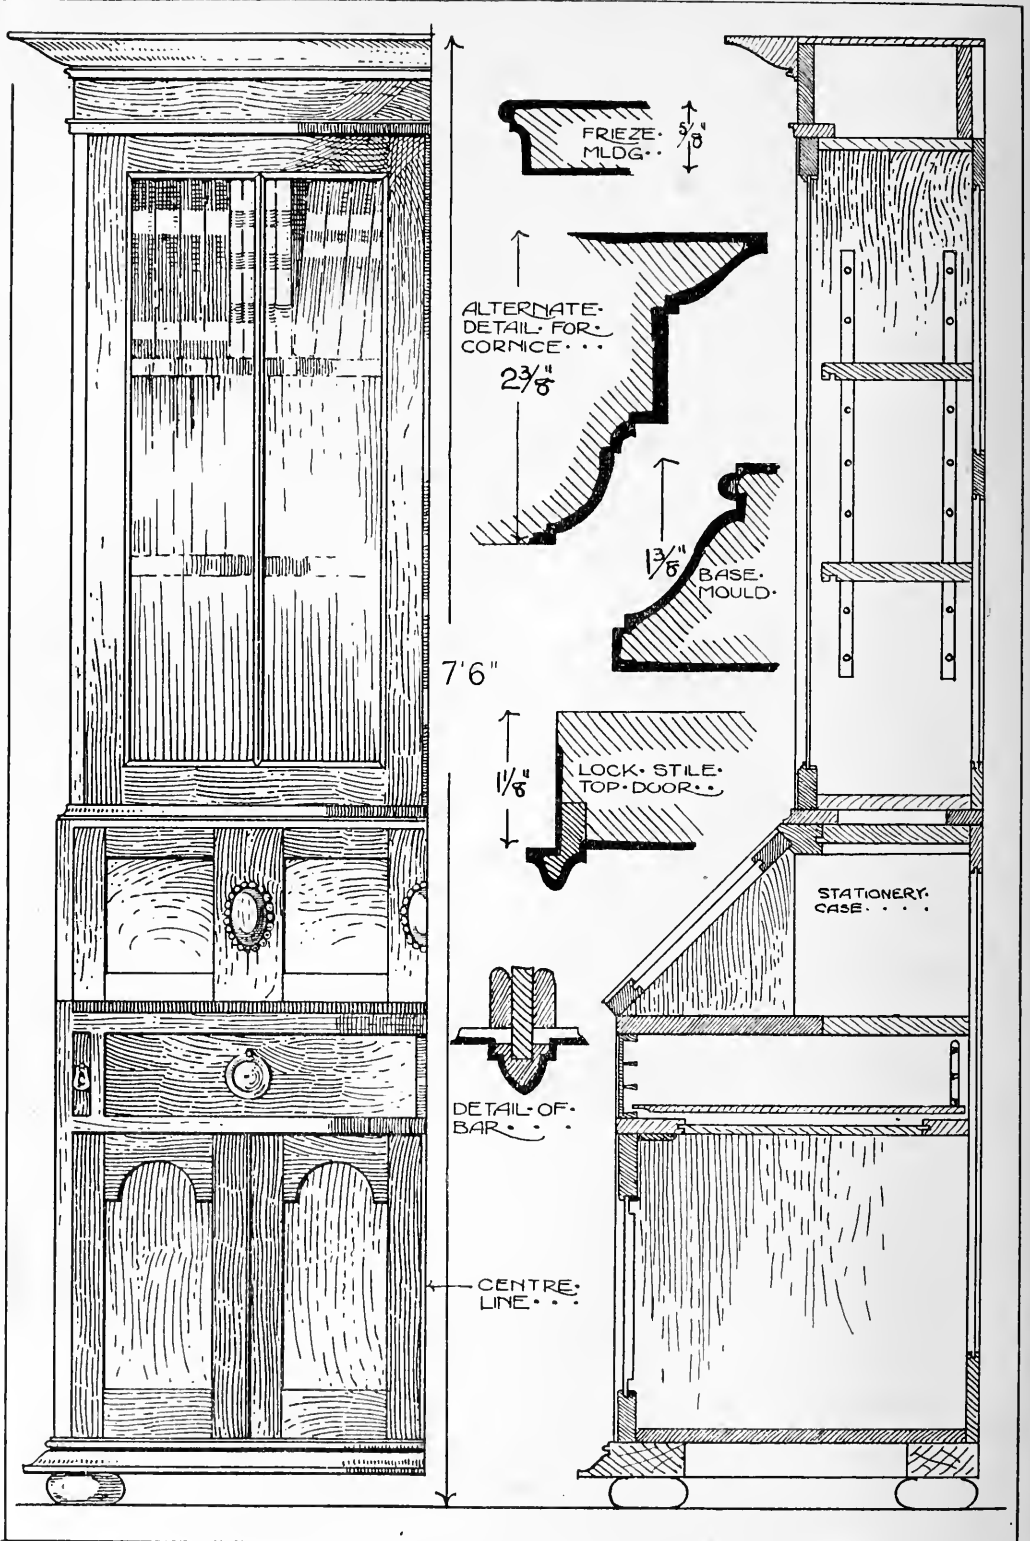 FRIEZE·
MLDG··
5/8"
ALTERNATE·
DETAIL· FOR·
CORNICE· · ·
2 3/8"
1 3/8"
BASE·
MOULD·
7'6"
1 1/8"
LOCK· STILE·
TOP·DOOR··
STATIONERY·
CASE· · · ·
DETAIL·OF·
BAR· · · ·
CENTRE·
LINE· · ·